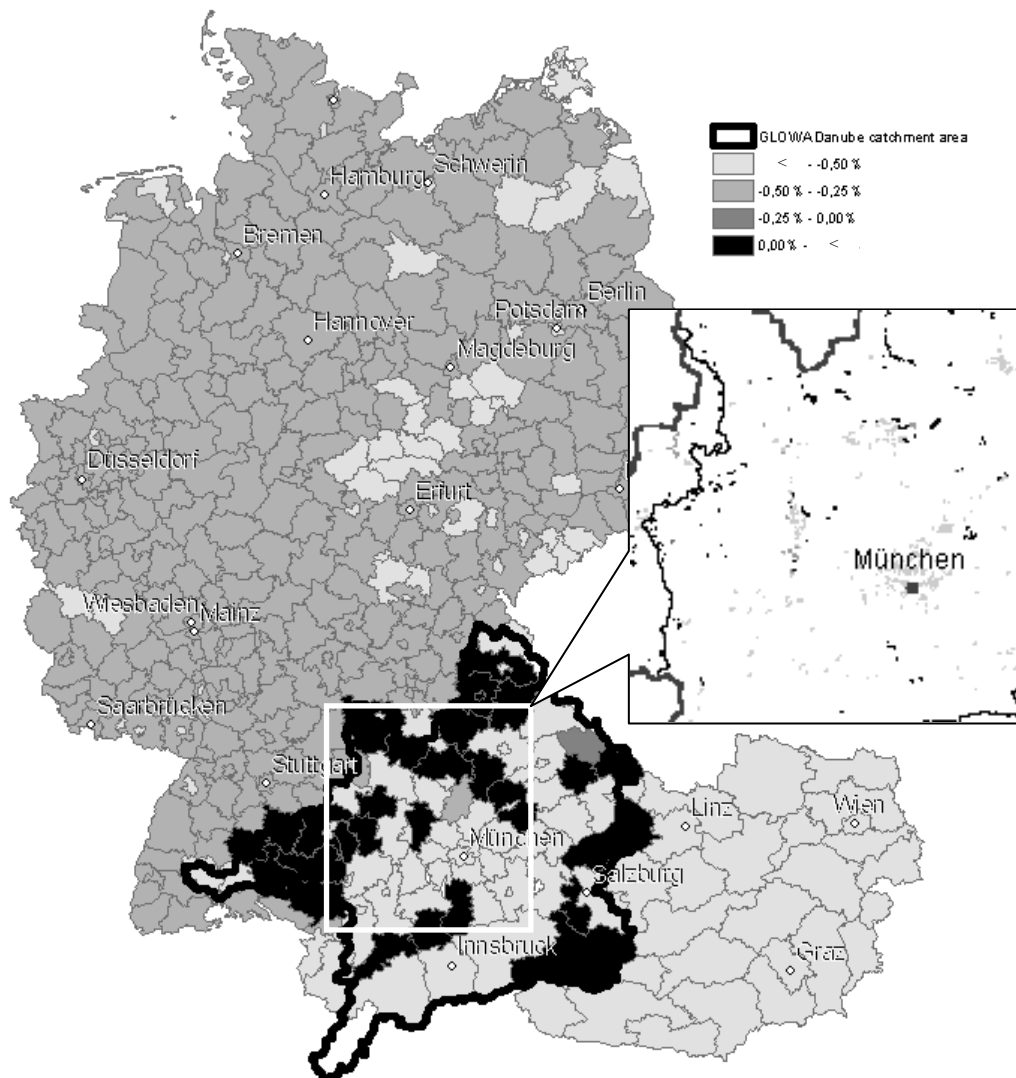 GLOWA Danube catchment area
< - -0,50 %
-0,50 % - -0,25 %
-0,25 % - 0,00 %
0,00 % - <
Schwerin
Hamburg
Bremen
Berlin
Potsdam
Hannover
Magdeburg
Düsseldorf
Erfurt
München
Wiesbaden
Mainz
Saarbrücken
Stuttgart
Linz
Wien
München
Salzburg
Innsbruck
Graz